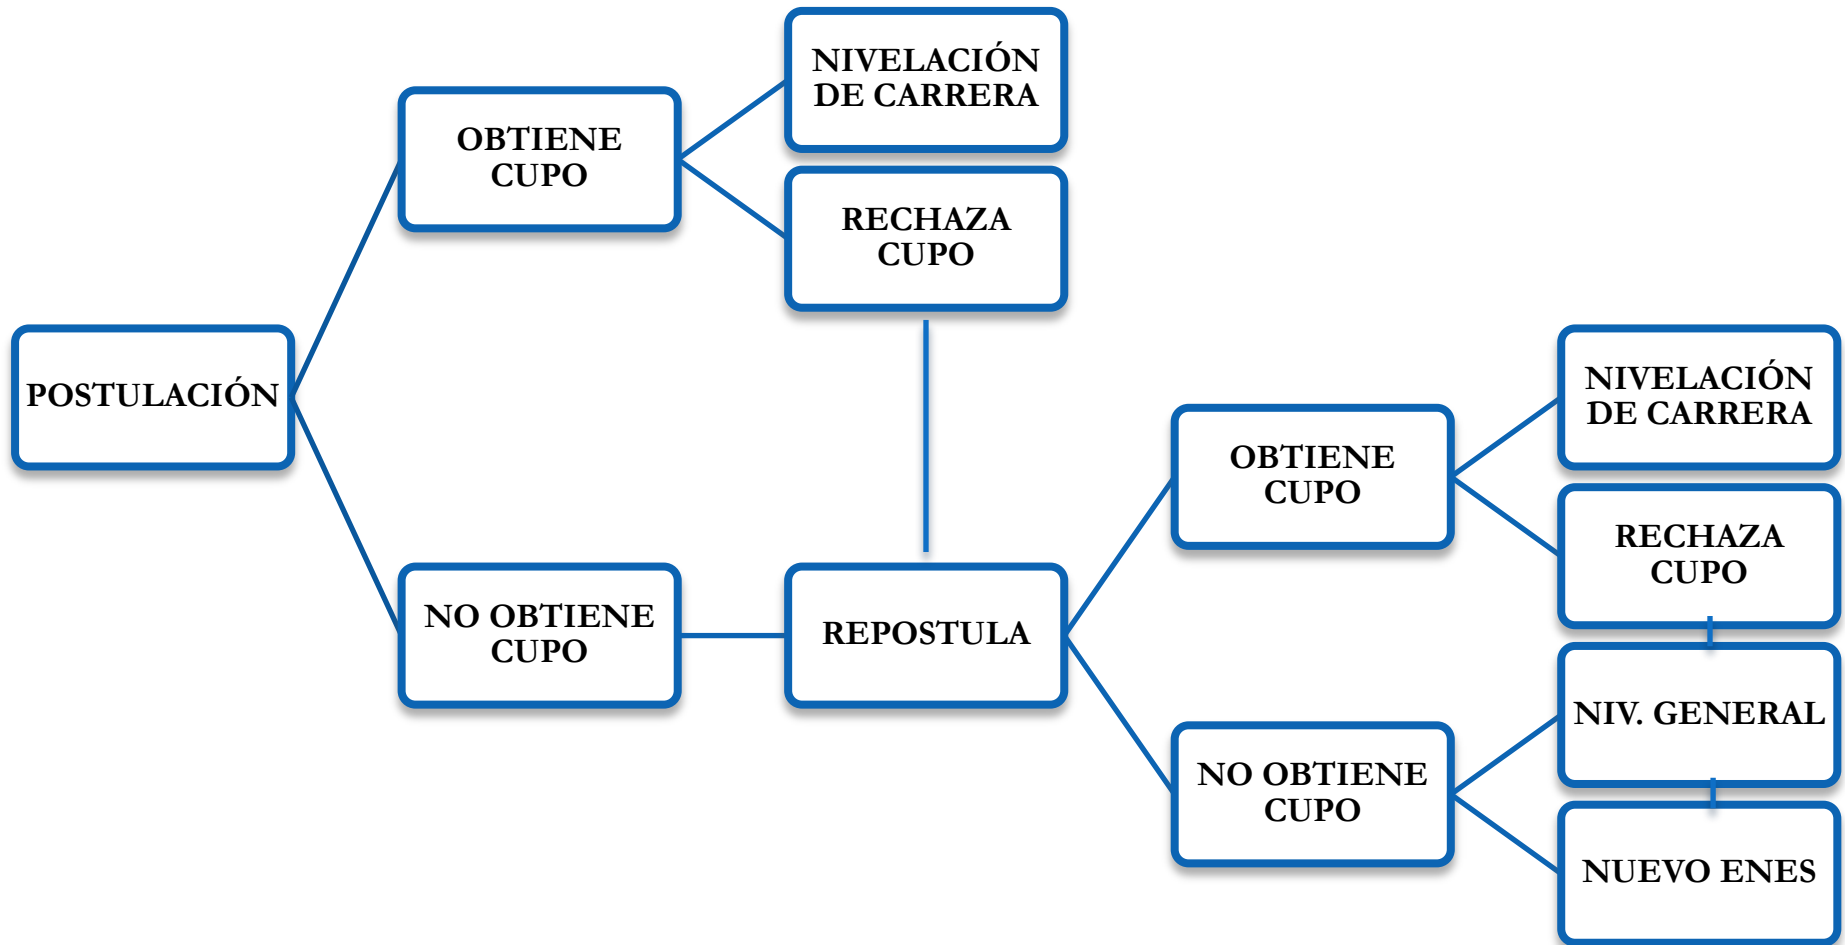 POSTULACIÓN
OBTIENE
CUPO
NIVELACIÓN
DE CARRERA
RECHAZA
CUPO
NO OBTIENE
CUPO
REPOSTULA
OBTIENE
CUPO
NIVELACIÓN
DE CARRERA
RECHAZA
CUPO
NO OBTIENE
CUPO
NIV. GENERAL
NUEVO ENES